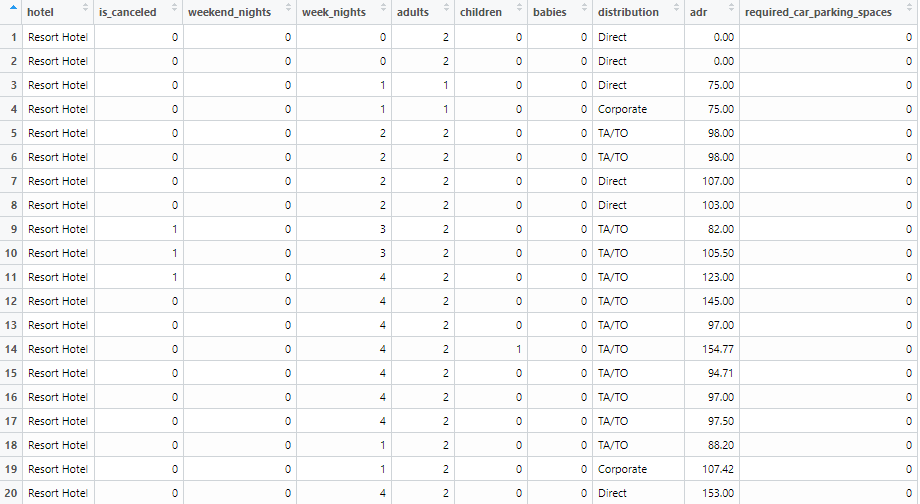 hotel is_canceled weekend_nights week_nights adults children babies distribution adr required_car_parking_spaces
1 Resort Hotel 0 0 0 2 0 0 Direct 0.00 0
2 Resort Hotel 0 0 0 2 0 0 Direct 0.00 0
3 Resort Hotel 0 0 1 1 0 0 Direct 75.00 0
4 Resort Hotel 0 0 1 1 0 0 Corporate 75.00 0
5 Resort Hotel 0 0 2 2 0 0 TA/TO 98.00 0
6 Resort Hotel 0 0 2 2 0 0 TA/TO 98.00 0
7 Resort Hotel 0 0 2 2 0 0 Direct 107.00 0
8 Resort Hotel 0 0 2 2 0 0 Direct 103.00 0
9 Resort Hotel 1 0 3 2 0 0 TA/TO 82.00 0
10 Resort Hotel 1 0 3 2 0 0 TA/TO 105.50 0
11 Resort Hotel 1 0 4 2 0 0 TA/TO 123.00 0
12 Resort Hotel 0 0 4 2 0 0 TA/TO 145.00 0
13 Resort Hotel 0 0 4 2 0 0 TA/TO 97.00 0
14 Resort Hotel 0 0 4 2 1 0 TA/TO 154.77 0
15 Resort Hotel 0 0 4 2 0 0 TA/TO 94.71 0
16 Resort Hotel 0 0 4 2 0 0 TA/TO 97.00 0
17 Resort Hotel 0 0 4 2 0 0 TA/TO 97.50 0
18 Resort Hotel 0 0 1 2 0 0 TA/TO 88.20 0
19 Resort Hotel 0 0 1 2 0 0 Corporate 107.42 0
20 Resort Hotel 0 0 4 2 0 0 Direct 153.00 0